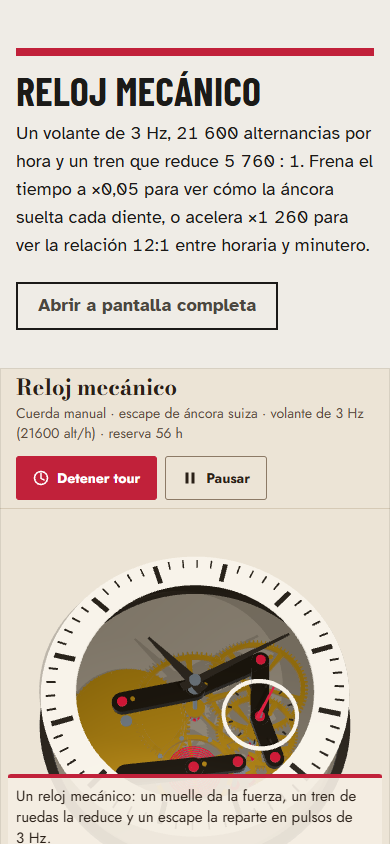 RELOJ MECÁNICO
Un volante de 3 Hz, 21 600 alternancias por
hora y un tren que reduce 5 760 : 1. Frena el
tiempo a ×0,05 para ver cómo la áncora
suelta cada diente, o acelera ×1 260 para
ver la relación 12:1 entre horaria y minutero.
Abrir a pantalla completa
Reloj mecánico
Cuerda manual · escape de áncora suiza · volante de 3 Hz
(21600 alt/h) · reserva 56 h
Detener tour
Pausar
Un reloj mecánico: un muelle da la fuerza, un tren de
ruedas la reduce y un escape la reparte en pulsos de
3 Hz.